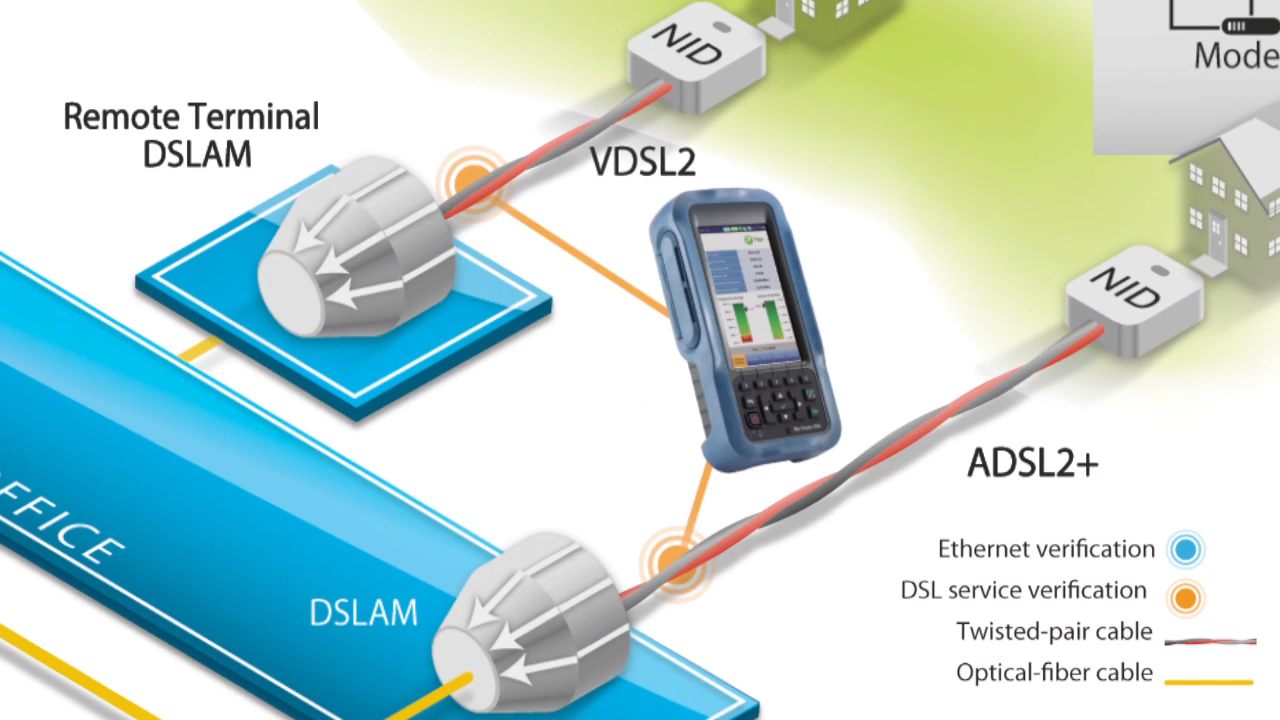 NID
Mode
Remote Terminal
DSLAM
VDSL2
NID
ADSL2+
FFICE
DSLAM
Ethernet verification
DSL service verification
Twisted-pair cable
Optical-fiber cable